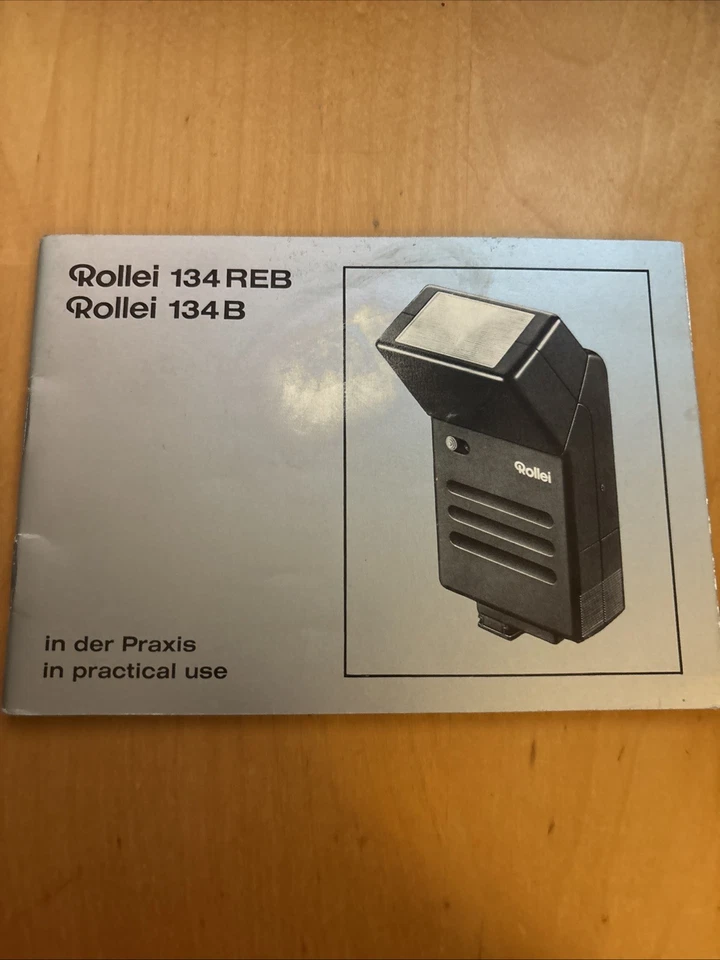 Rollei 134 REB
Rollei 134 B
Rollei
in der Praxis
in practical use